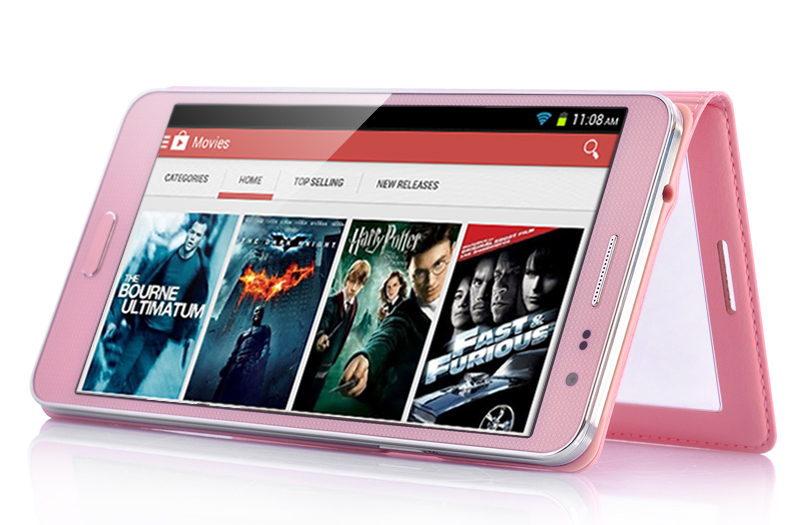 11:08 AM
Movies
CATEGORIES
HOME
TOP SELLING
NEW RELEASES
THE
BOURNE
ULTIMATUM
THE DARK KNIGHT
Harry Potter
FAST &
FURIOUS